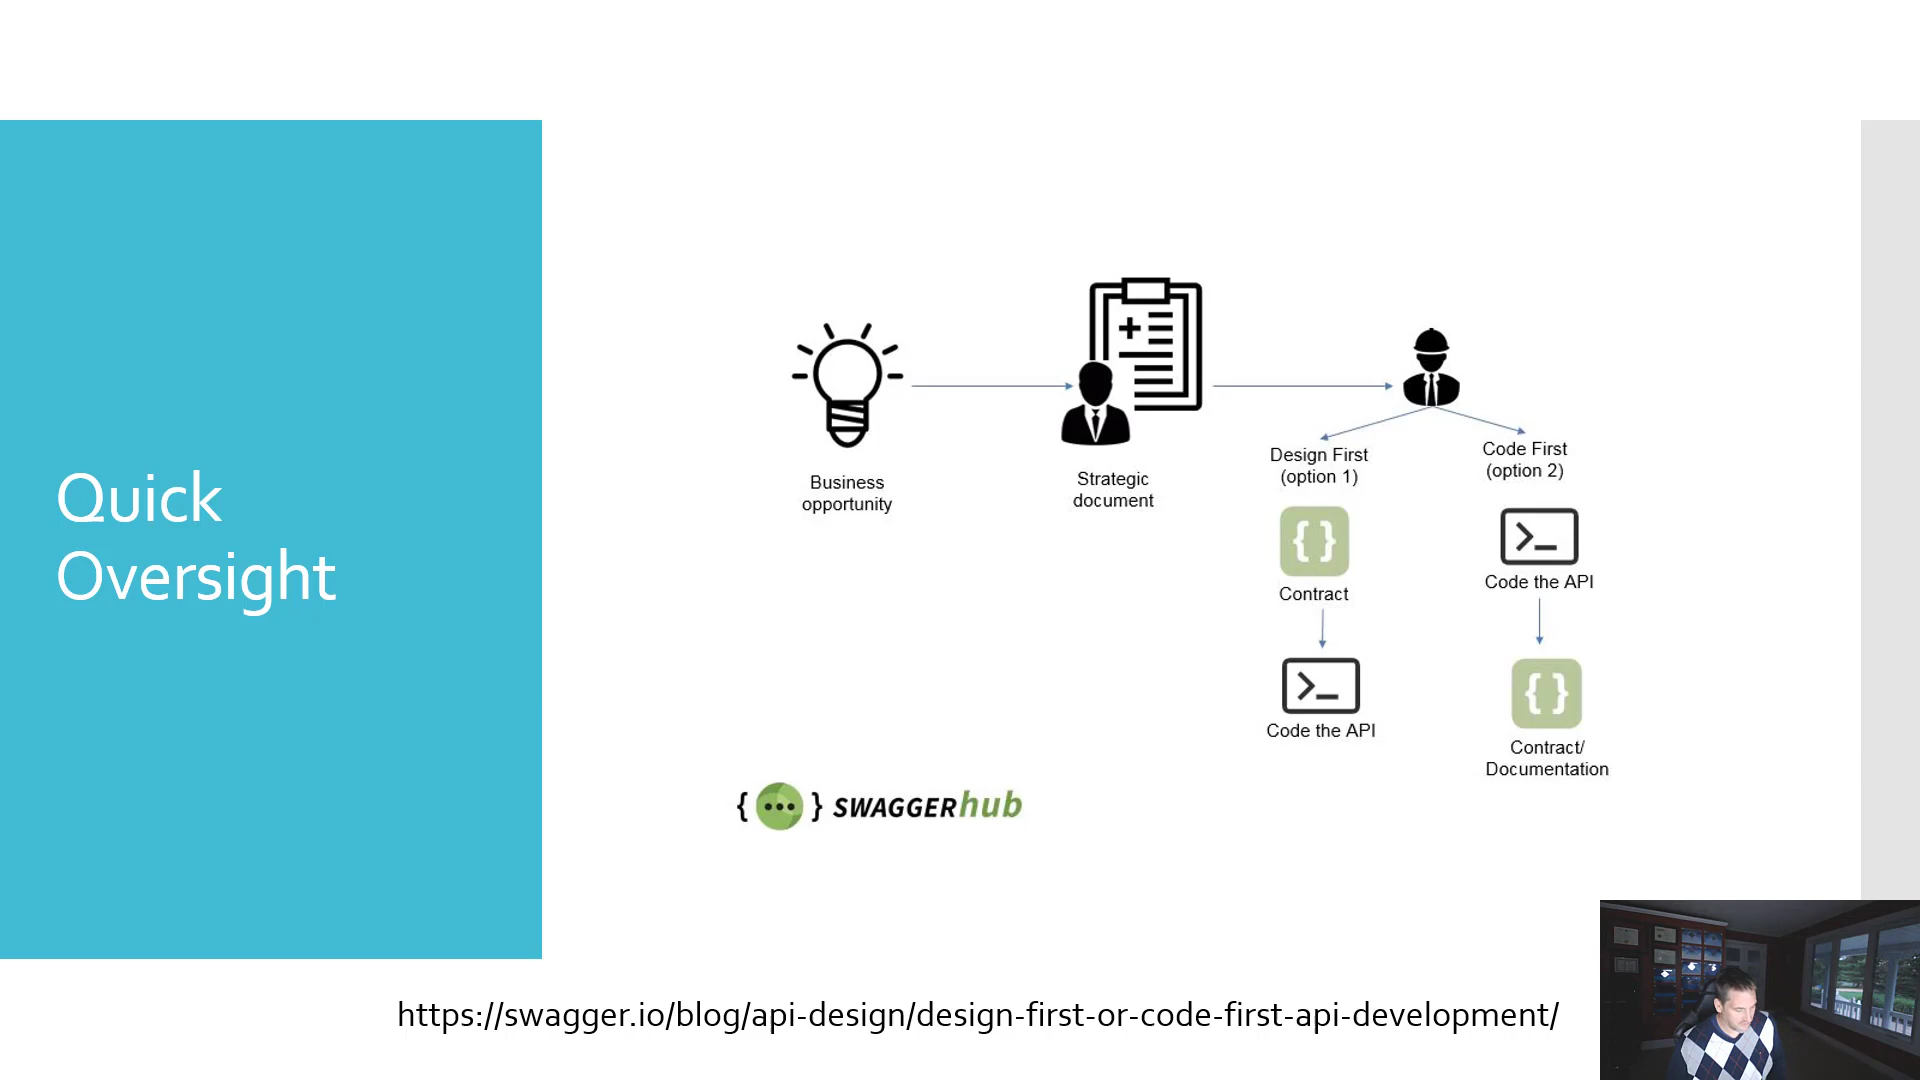 Quick
Oversight
Business
opportunity
Strategic
document
Design First
(option 1)
Contract
Code the API
Code First
(option 2)
Code the API
Contract/
Documentation
{...} SWAGGERhub
https://swagger.io/blog/api-design/design-first-or-code-first-api-development/